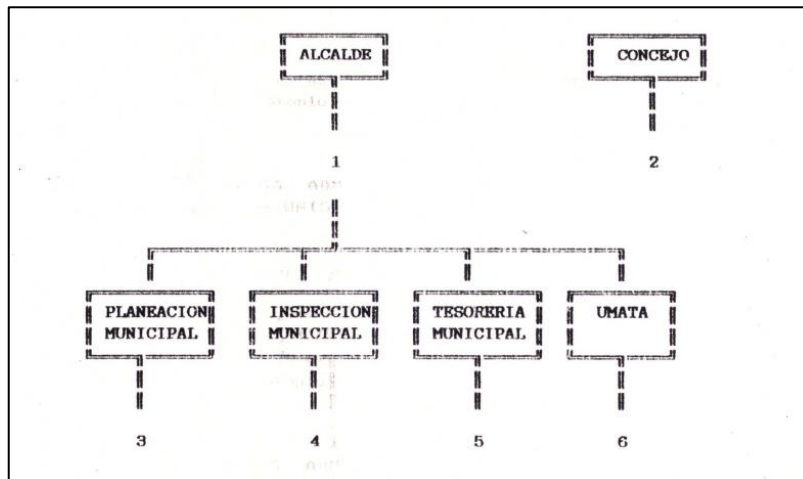 ALCALDE
CONCEJO
1
2
PLANEACION
MUNICIPAL
INSPECCION
MUNICIPAL
TESORERIA
MUNICIPAL
UMATA
3
4
5
6